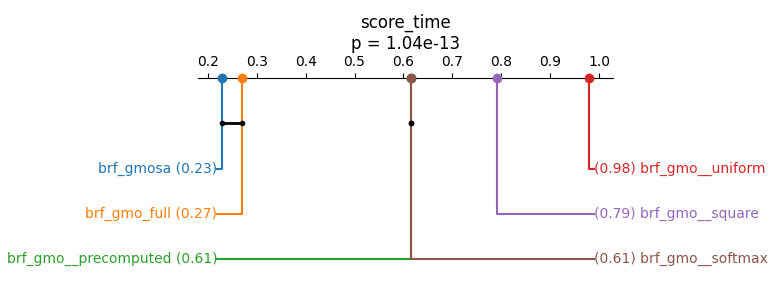 score_time
p = 1.04e-13
0.2 0.3 0.4 0.5 0.6 0.7 0.8 0.9 1.0
brf_gmosa (0.23) (0.98) brf_gmo__uniform
brf_gmo_full (0.27) (0.79) brf_gmo__square
brf_gmo__precomputed (0.61) (0.61) brf_gmo__softmax